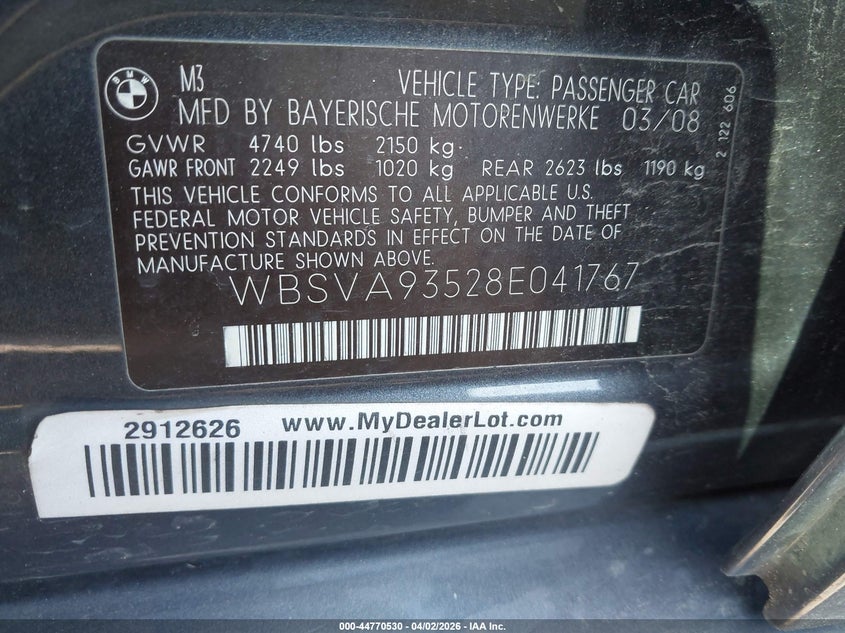 BMW
M3 VEHICLE TYPE: PASSENGER CAR
MFD BY BAYERISCHE MOTORENWERKE 03/08
GVWR 4740 lbs 2150 kg
GAWR FRONT 2249 lbs 1020 kg REAR 2623 lbs 1190 kg
THIS VEHICLE CONFORMS TO ALL APPLICABLE U.S.
FEDERAL MOTOR VEHICLE SAFETY, BUMPER AND THEFT
PREVENTION STANDARDS IN EFFECT ON THE DATE OF
MANUFACTURE SHOWN ABOVE.
WBSVA93528E041767
2 122 606
2912626 www.MyDealerLot.com
000-44770530 - 04/02/2026 - IAA Inc.